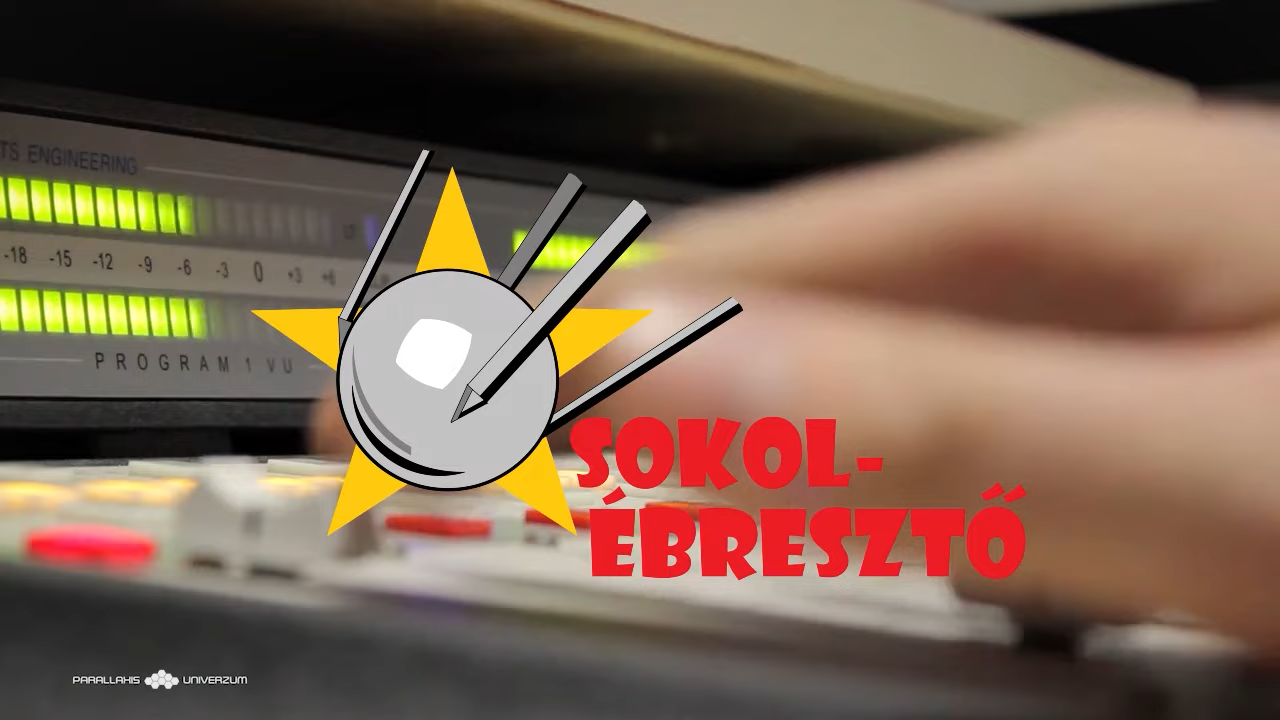 TS ENGINEERING
-18 -15 -12 -9 -6 -3 0 +3 +6
PROGRAM 1 VU
SOKOL-
ÉBRESZTŐ
PARALLAXIS UNIVERZUM